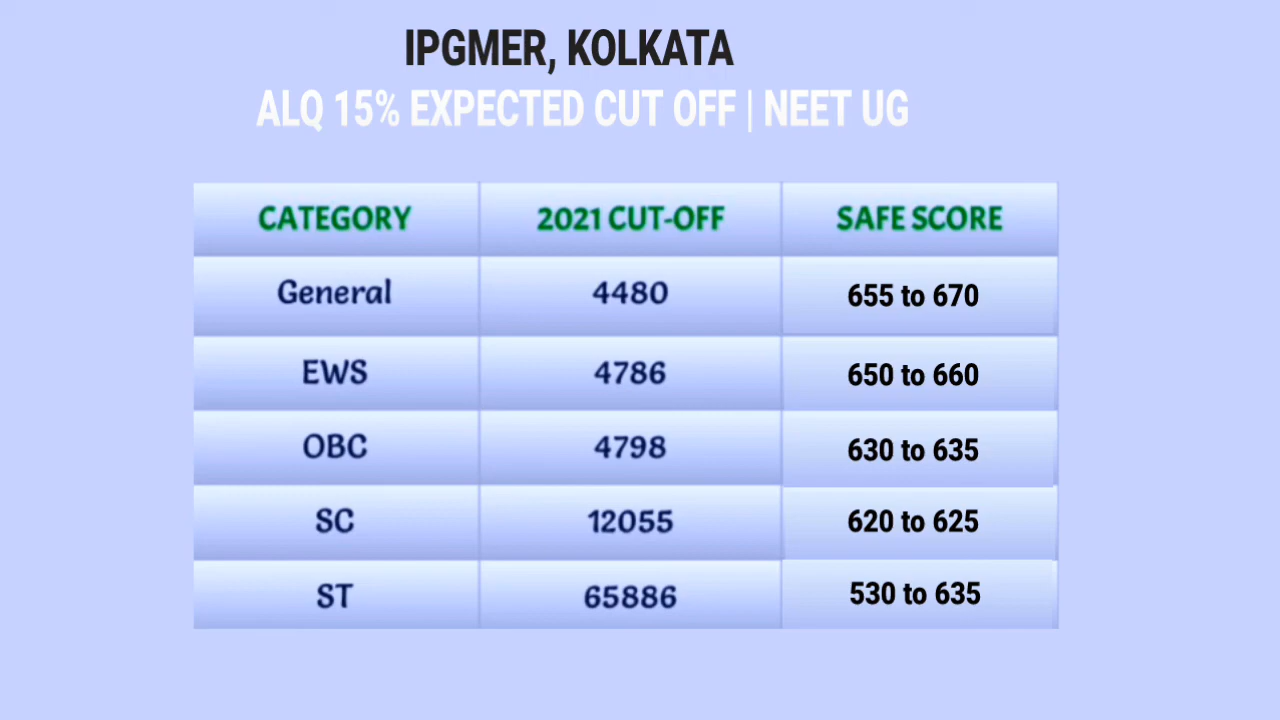 IPGMER, KOLKATA
ALQ 15% EXPECTED CUT OFF | NEET UG
CATEGORY 2021 CUT-OFF SAFE SCORE
General 4480 655 to 670
EWS 4786 650 to 660
OBC 4798 630 to 635
SC 12055 620 to 625
ST 65886 530 to 635